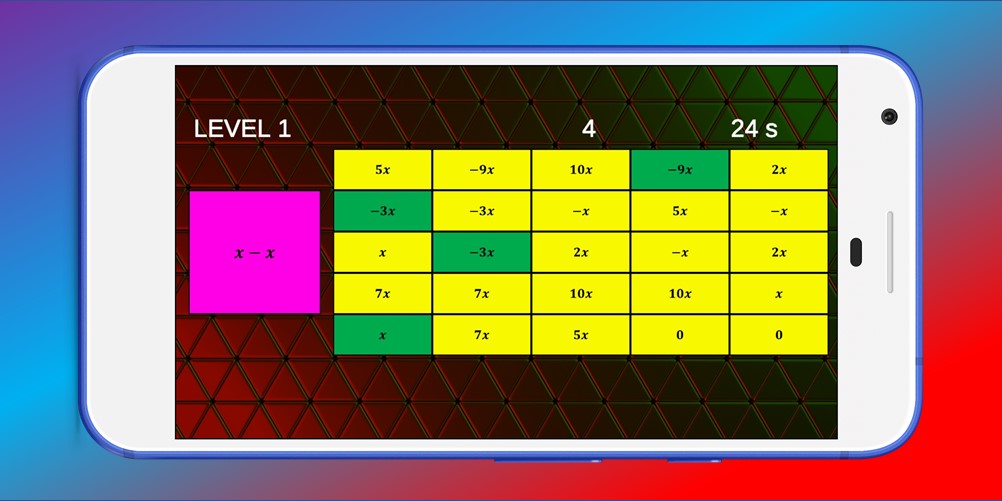 LEVEL 1 4 24 s
5x −9x 10x −9x 2x
−3x −3x −x 5x −x
x − x
x −3x 2x −x 2x
7x 7x 10x 10x x
x 7x 5x 0 0